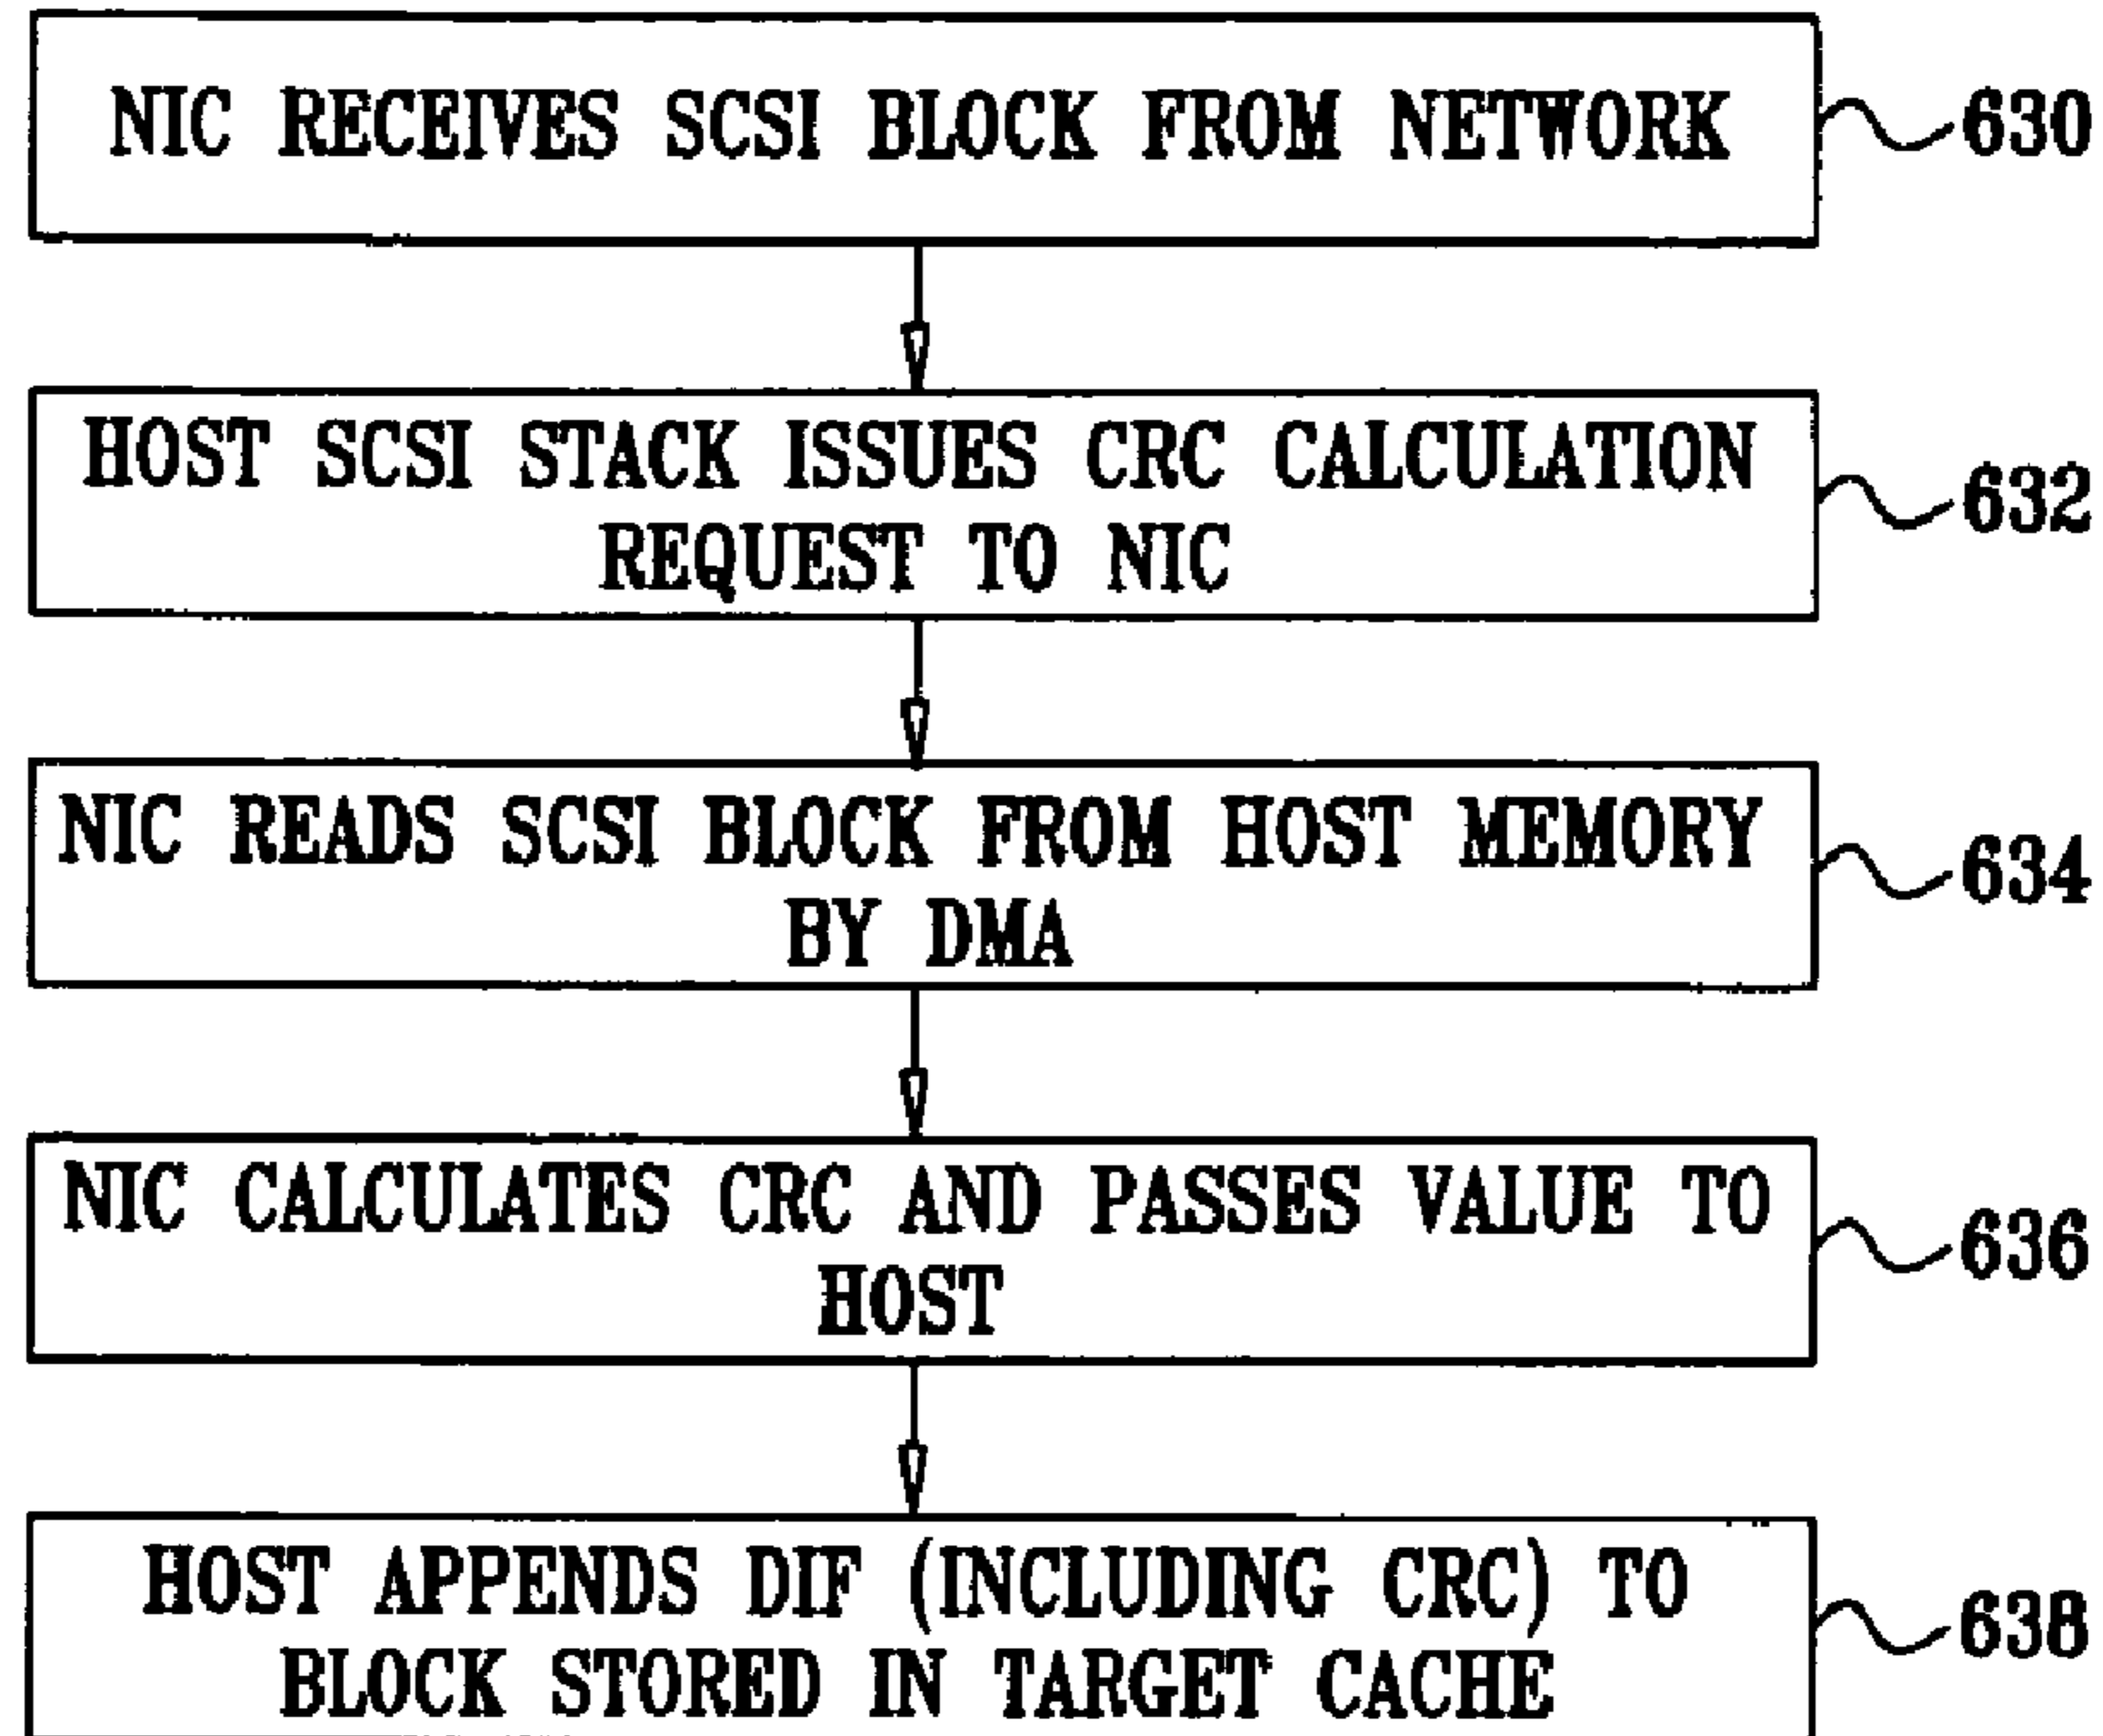 NIC RECEIVES SCSI BLOCK FROM NETWORK
630
HOST SCSI STACK ISSUES CRC CALCULATION
REQUEST TO NIC
632
NIC READS SCSI BLOCK FROM HOST MEMORY
BY DMA
634
NIC CALCULATES CRC AND PASSES VALUE TO
HOST
636
HOST APPENDS DIF (INCLUDING CRC) TO
BLOCK STORED IN TARGET CACHE
638